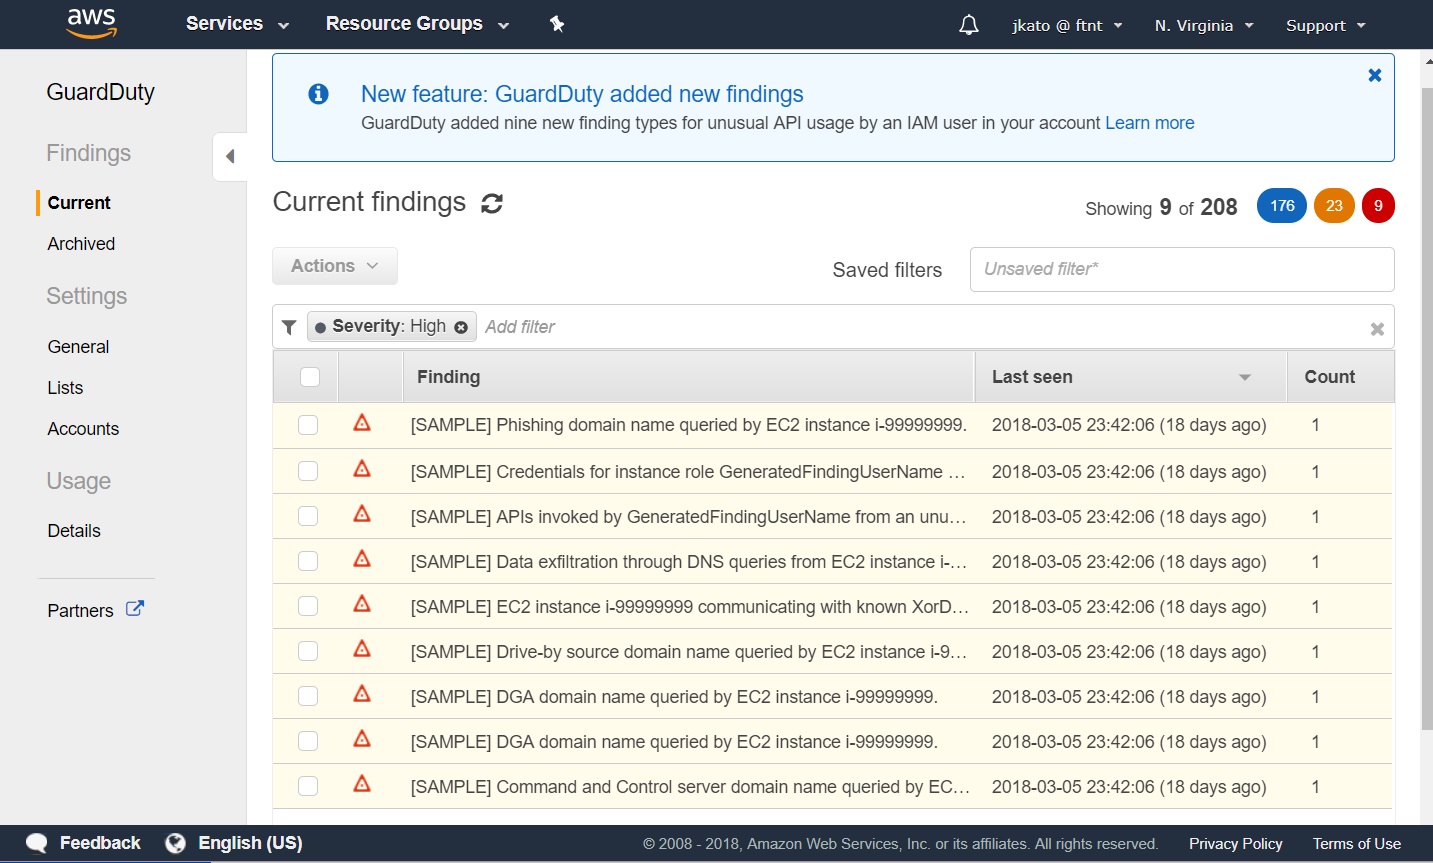 aws Services Resource Groups jkato @ ftnt N. Virginia Support
GuardDuty
Findings
Current
Archived
Settings
General
Lists
Accounts
Usage
Details
Partners
New feature: GuardDuty added new findings
GuardDuty added nine new finding types for unusual API usage by an IAM user in your account Learn more
Current findings
Showing 9 of 208 176 23 9
Actions
Saved filters Unsaved filter*
Severity: High Add filter
Finding Last seen Count
[SAMPLE] Phishing domain name queried by EC2 instance i-99999999. 2018-03-05 23:42:06 (18 days ago) 1
[SAMPLE] Credentials for instance role GeneratedFindingUserName ... 2018-03-05 23:42:06 (18 days ago) 1
[SAMPLE] APIs invoked by GeneratedFindingUserName from an unu... 2018-03-05 23:42:06 (18 days ago) 1
[SAMPLE] Data exfiltration through DNS queries from EC2 instance i-... 2018-03-05 23:42:06 (18 days ago) 1
[SAMPLE] EC2 instance i-99999999 communicating with known XorD... 2018-03-05 23:42:06 (18 days ago) 1
[SAMPLE] Drive-by source domain name queried by EC2 instance i-9... 2018-03-05 23:42:06 (18 days ago) 1
[SAMPLE] DGA domain name queried by EC2 instance i-99999999. 2018-03-05 23:42:06 (18 days ago) 1
[SAMPLE] DGA domain name queried by EC2 instance i-99999999. 2018-03-05 23:42:06 (18 days ago) 1
[SAMPLE] Command and Control server domain name queried by EC... 2018-03-05 23:42:06 (18 days ago) 1
Feedback English (US) © 2008 - 2018, Amazon Web Services, Inc. or its affiliates. All rights reserved. Privacy Policy Terms of Use